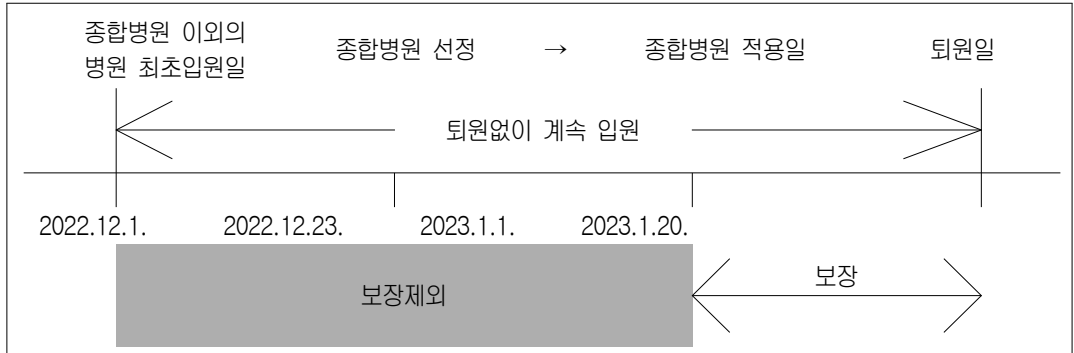 종합병원 이외의
병원 최초입원일
종합병원 선정 → 종합병원 적용일 퇴원일
퇴원없이 계속 입원
2022.12.1. 2022.12.23. 2023.1.1. 2023.1.20.
보장제외
보장